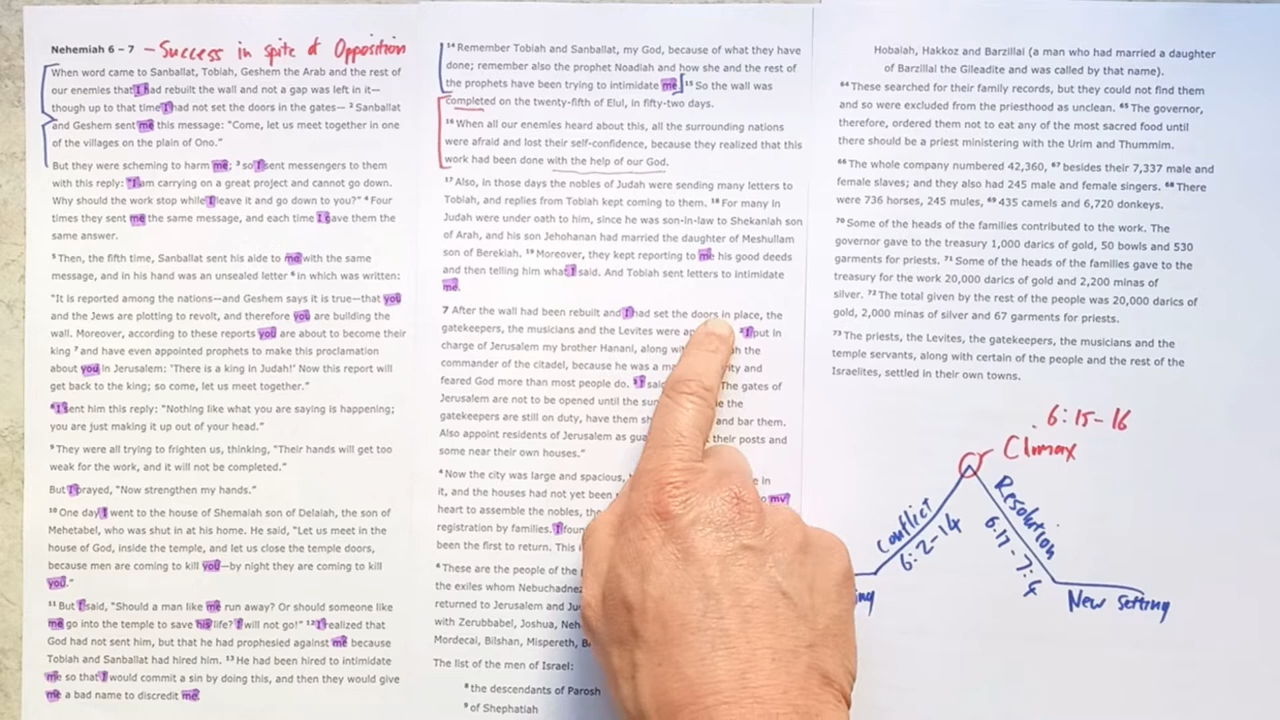 Nehemiah 6 - 7 - Success in spite of Opposition
When word came to Sanballat, Tobiah, Geshem the Arab and the rest of
our enemies that I had rebuilt the wall and not a gap was left in it—
though up to that time I had not set the doors in the gates— ² Sanballat
and Geshem sent me this message: "Come, let us meet together in one
of the villages on the plain of Ono."
But they were scheming to harm me; ³ so I sent messengers to them
with this reply: "I am carrying on a great project and cannot go down.
Why should the work stop while I leave it and go down to you?" ⁴ Four
times they sent me the same message, and each time I gave them the
same answer.
⁵ Then, the fifth time, Sanballat sent his aide to me with the same
message, and in his hand was an unsealed letter ⁶ in which was written:
"It is reported among the nations—and Geshem says it is true—that you
and the Jews are plotting to revolt, and therefore you are building the
wall. Moreover, according to these reports you are about to become their
king ⁷ and have even appointed prophets to make this proclamation
about you in Jerusalem: 'There is a king in Judah!' Now this report will
get back to the king; so come, let us meet together."
⁸ I sent him this reply: "Nothing like what you are saying is happening;
you are just making it up out of your head."
⁹ They were all trying to frighten us, thinking, "Their hands will get too
weak for the work, and it will not be completed."
But I prayed, "Now strengthen my hands."
¹⁰ One day I went to the house of Shemaiah son of Delaiah, the son of
Mehetabel, who was shut in at his home. He said, "Let us meet in the
house of God, inside the temple, and let us close the temple doors,
because men are coming to kill you—by night they are coming to kill
you."
¹¹ But I said, "Should a man like me run away? Or should someone like
me go into the temple to save his life? I will not go!" ¹² I realized that
God had not sent him, but that he had prophesied against me because
Tobiah and Sanballat had hired him. ¹³ He had been hired to intimidate
me so that I would commit a sin by doing this, and then they would give
me a bad name to discredit me.
¹⁴ Remember Tobiah and Sanballat, my God, because of what they have
done; remember also the prophet Noadiah and how she and the rest of
the prophets have been trying to intimidate me. ¹⁵ So the wall was
completed on the twenty-fifth of Elul, in fifty-two days.
¹⁶ When all our enemies heard about this, all the surrounding nations
were afraid and lost their self-confidence, because they realized that this
work had been done with the help of our God.
¹⁷ Also, in those days the nobles of Judah were sending many letters to
Tobiah, and replies from Tobiah kept coming to them. ¹⁸ For many in
Judah were under oath to him, since he was son-in-law to Shekaniah son
of Arah, and his son Jehohanan had married the daughter of Meshullam
son of Berekiah. ¹⁹ Moreover, they kept reporting to me his good deeds
and then telling him what I said. And Tobiah sent letters to intimidate
me.
7 After the wall had been rebuilt and I had set the doors in place, the
gatekeepers, the musicians and the Levites were ap ² I put in
charge of Jerusalem my brother Hanani, along wi h the
commander of the citadel, because he was a m ity and
feared God more than most people do. ³ I sai The gates of
Jerusalem are not to be opened until the su e the
gatekeepers are still on duty, have them sh and bar them.
Also appoint residents of Jerusalem as gua their posts and
some near their own houses."
⁴ Now the city was large and spacious, e in
it, and the houses had not yet been o my
heart to assemble the nobles, the
registration by families. I foun
been the first to return. This i
⁶ These are the people of the
the exiles whom Nebuchadnez
returned to Jerusalem and Ju
with Zerubbabel, Joshua, Neh
Mordecai, Bilshan, Mispereth, B
The list of the men of Israel:
⁸ the descendants of Parosh
⁹ of Shephatiah
Hobaiah, Hakkoz and Barzillai (a man who had married a daughter
of Barzillai the Gileadite and was called by that name).
⁶⁴ These searched for their family records, but they could not find them
and so were excluded from the priesthood as unclean. ⁶⁵ The governor,
therefore, ordered them not to eat any of the most sacred food until
there should be a priest ministering with the Urim and Thummim.
⁶⁶ The whole company numbered 42,360, ⁶⁷ besides their 7,337 male and
female slaves; and they also had 245 male and female singers. ⁶⁸ There
were 736 horses, 245 mules, ⁶⁹ 435 camels and 6,720 donkeys.
⁷⁰ Some of the heads of the families contributed to the work. The
governor gave to the treasury 1,000 darics of gold, 50 bowls and 530
garments for priests. ⁷¹ Some of the heads of the families gave to the
treasury for the work 20,000 darics of gold and 2,200 minas of
silver. ⁷² The total given by the rest of the people was 20,000 darics of
gold, 2,000 minas of silver and 67 garments for priests.
⁷³ The priests, the Levites, the gatekeepers, the musicians and the
temple servants, along with certain of the people and the rest of the
Israelites, settled in their own towns.
6:15-16
Climax
Conflict
6:2-14
Resolution
6:17-7:4
ing
New Setting